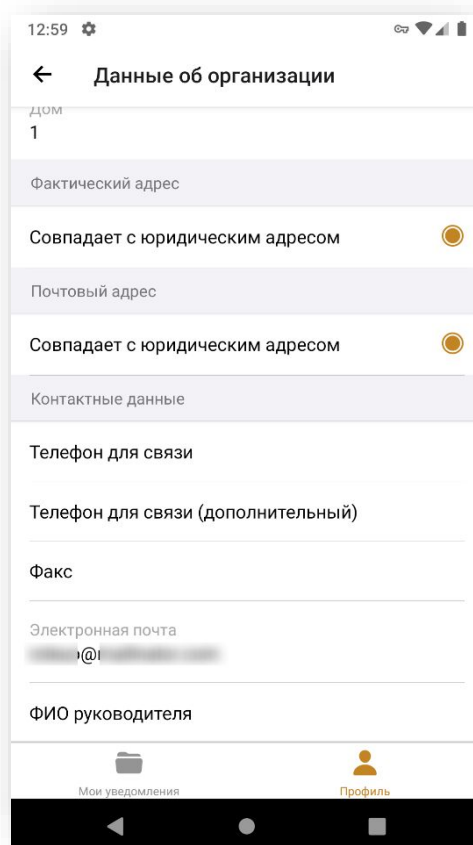 12:59
Данные об организации
Дом
1
Фактический адрес
Совпадает с юридическим адресом
Почтовый адрес
Совпадает с юридическим адресом
Контактные данные
Телефон для связи
Телефон для связи (дополнительный)
Факс
Электронная почта
@
ФИО руководителя
Мои уведомления
Профиль